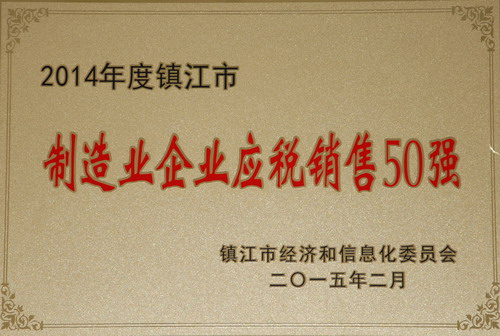 2014年度镇江市
制造业企业应税销售50强
镇江市经济和信息化委员会
二〇一五年二月